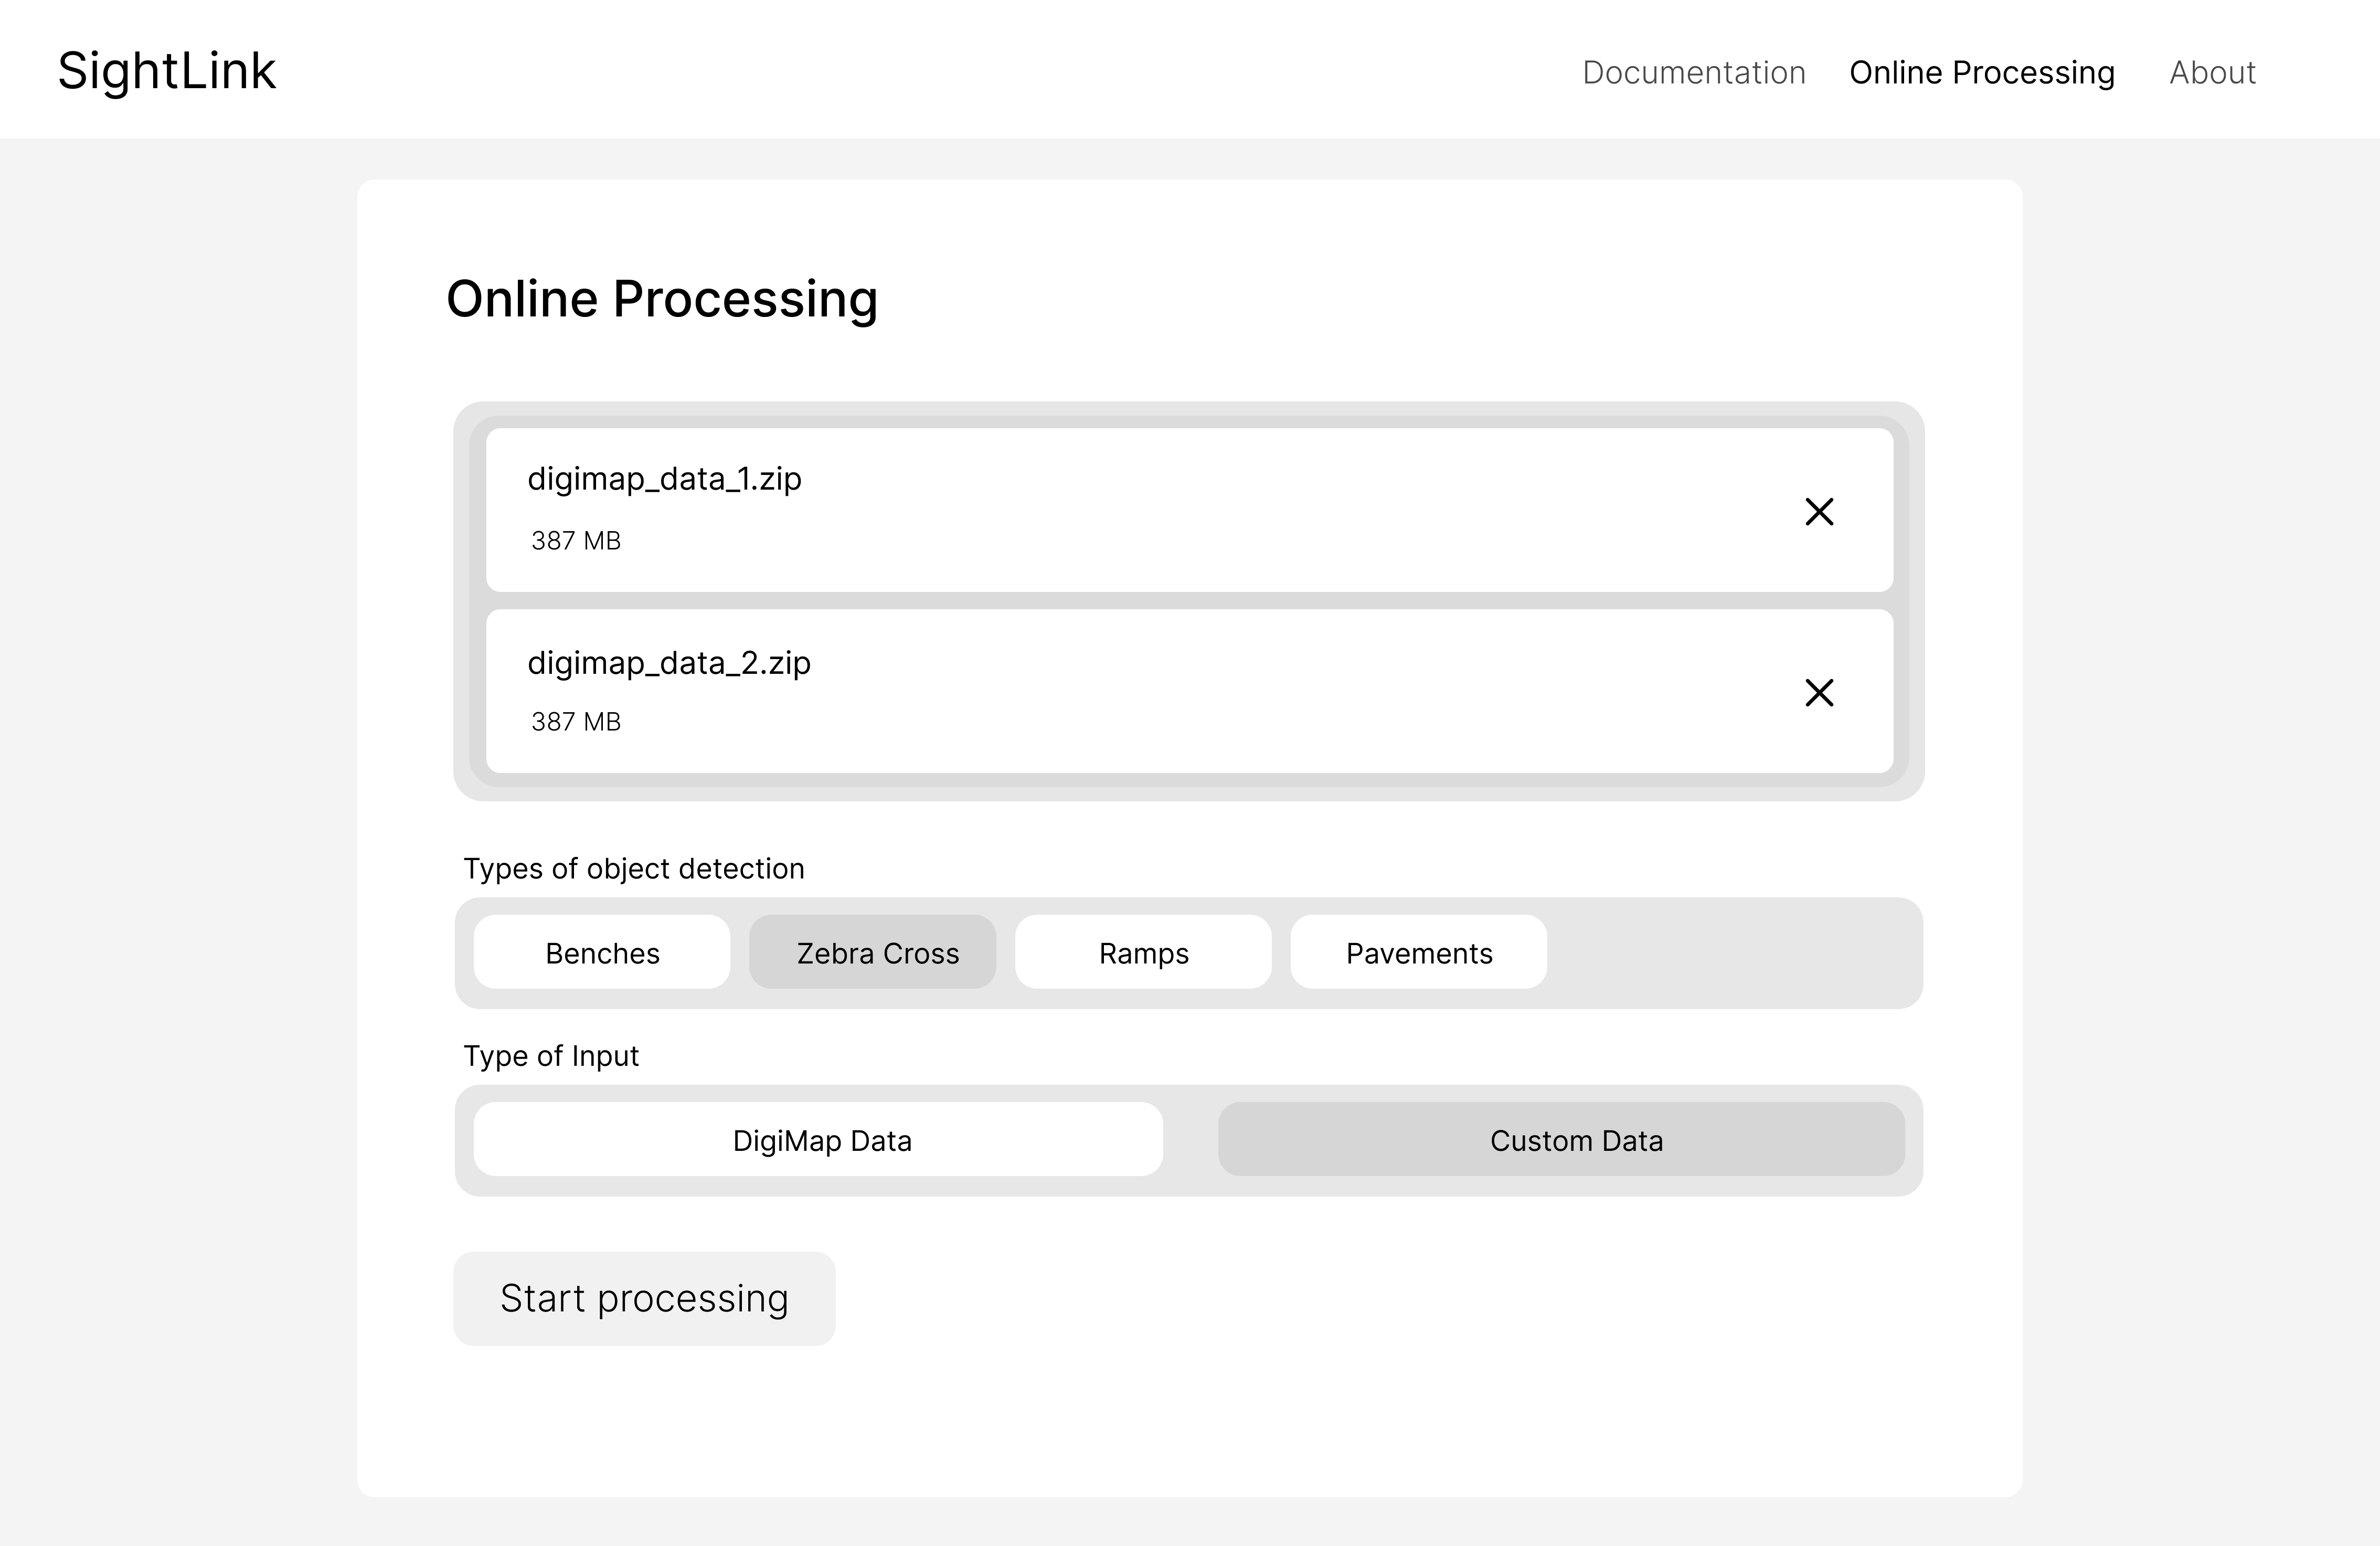 SightLink
Documentation Online Processing About
Online Processing
digimap_data_1.zip
387 MB
digimap_data_2.zip
387 MB
Types of object detection
Benches Zebra Cross Ramps Pavements
Type of Input
DigiMap Data Custom Data
Start processing